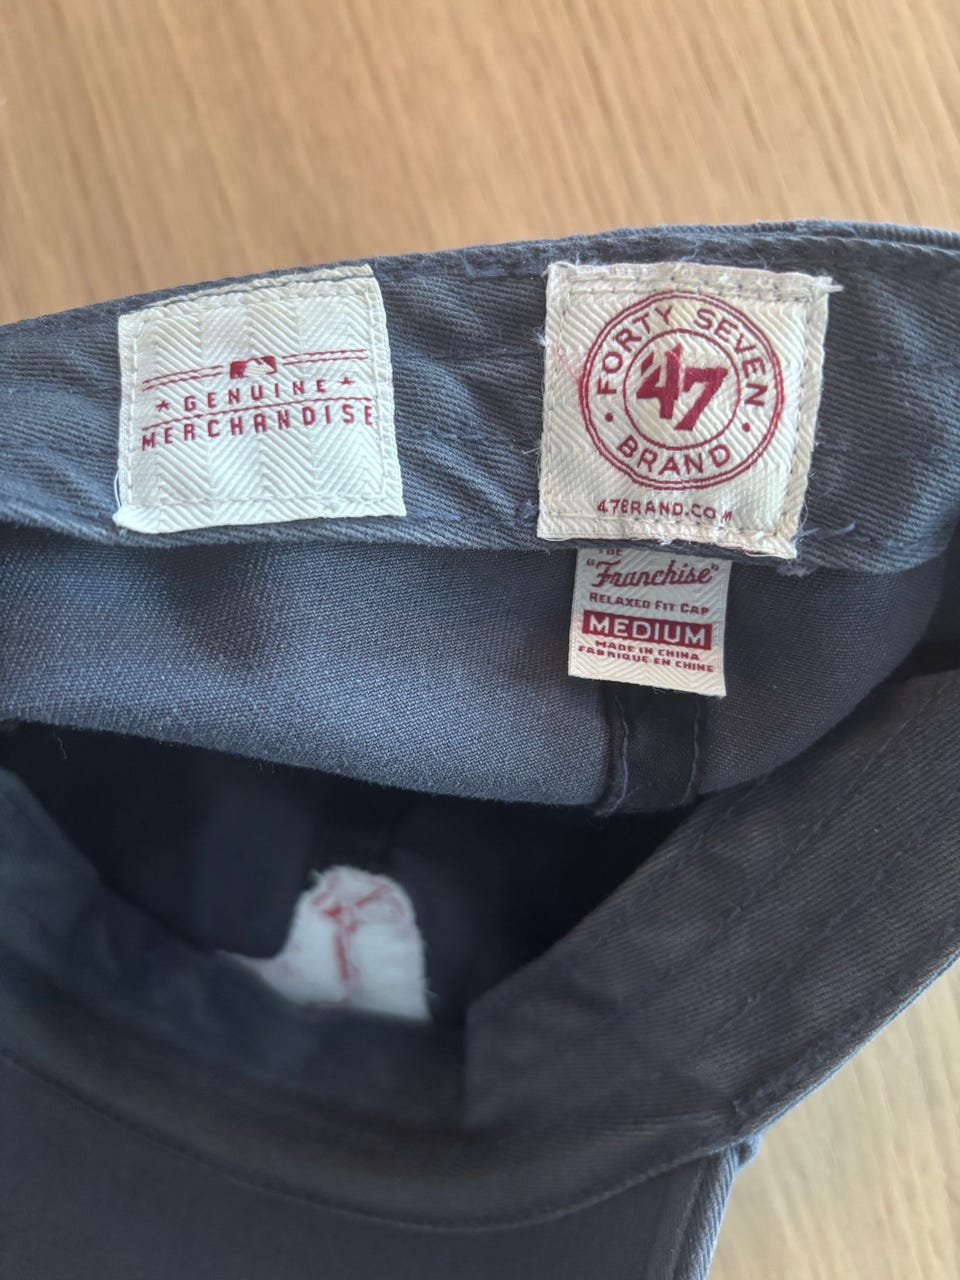 ★ GENUINE ★
MERCHANDISE
FORTY SEVEN
47
• BRAND •
47BRAND.COM
THE
"Franchise"
RELAXED FIT CAP
MEDIUM
MADE IN CHINA
FABRIQUÉ EN CHINE